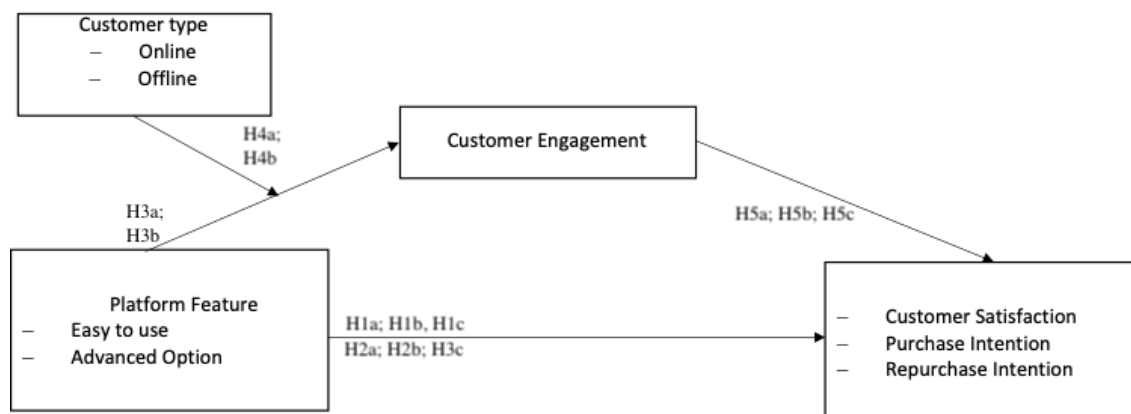 Customer type
– Online
– Offline
H4a;
H4b
Customer Engagement
H3a;
H3b
H5a; H5b; H5c
Platform Feature
– Easy to use
– Advanced Option
H1a; H1b, H1c
H2a; H2b; H3c
– Customer Satisfaction
– Purchase Intention
– Repurchase Intention